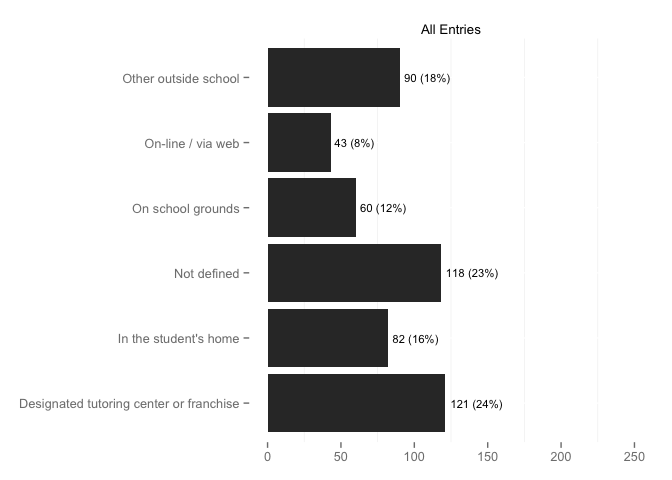 All Entries
Other outside school 90 (18%)
On-line / via web 43 (8%)
On school grounds 60 (12%)
Not defined 118 (23%)
In the student's home 82 (16%)
Designated tutoring center or franchise 121 (24%)
0 50 100 150 200 250